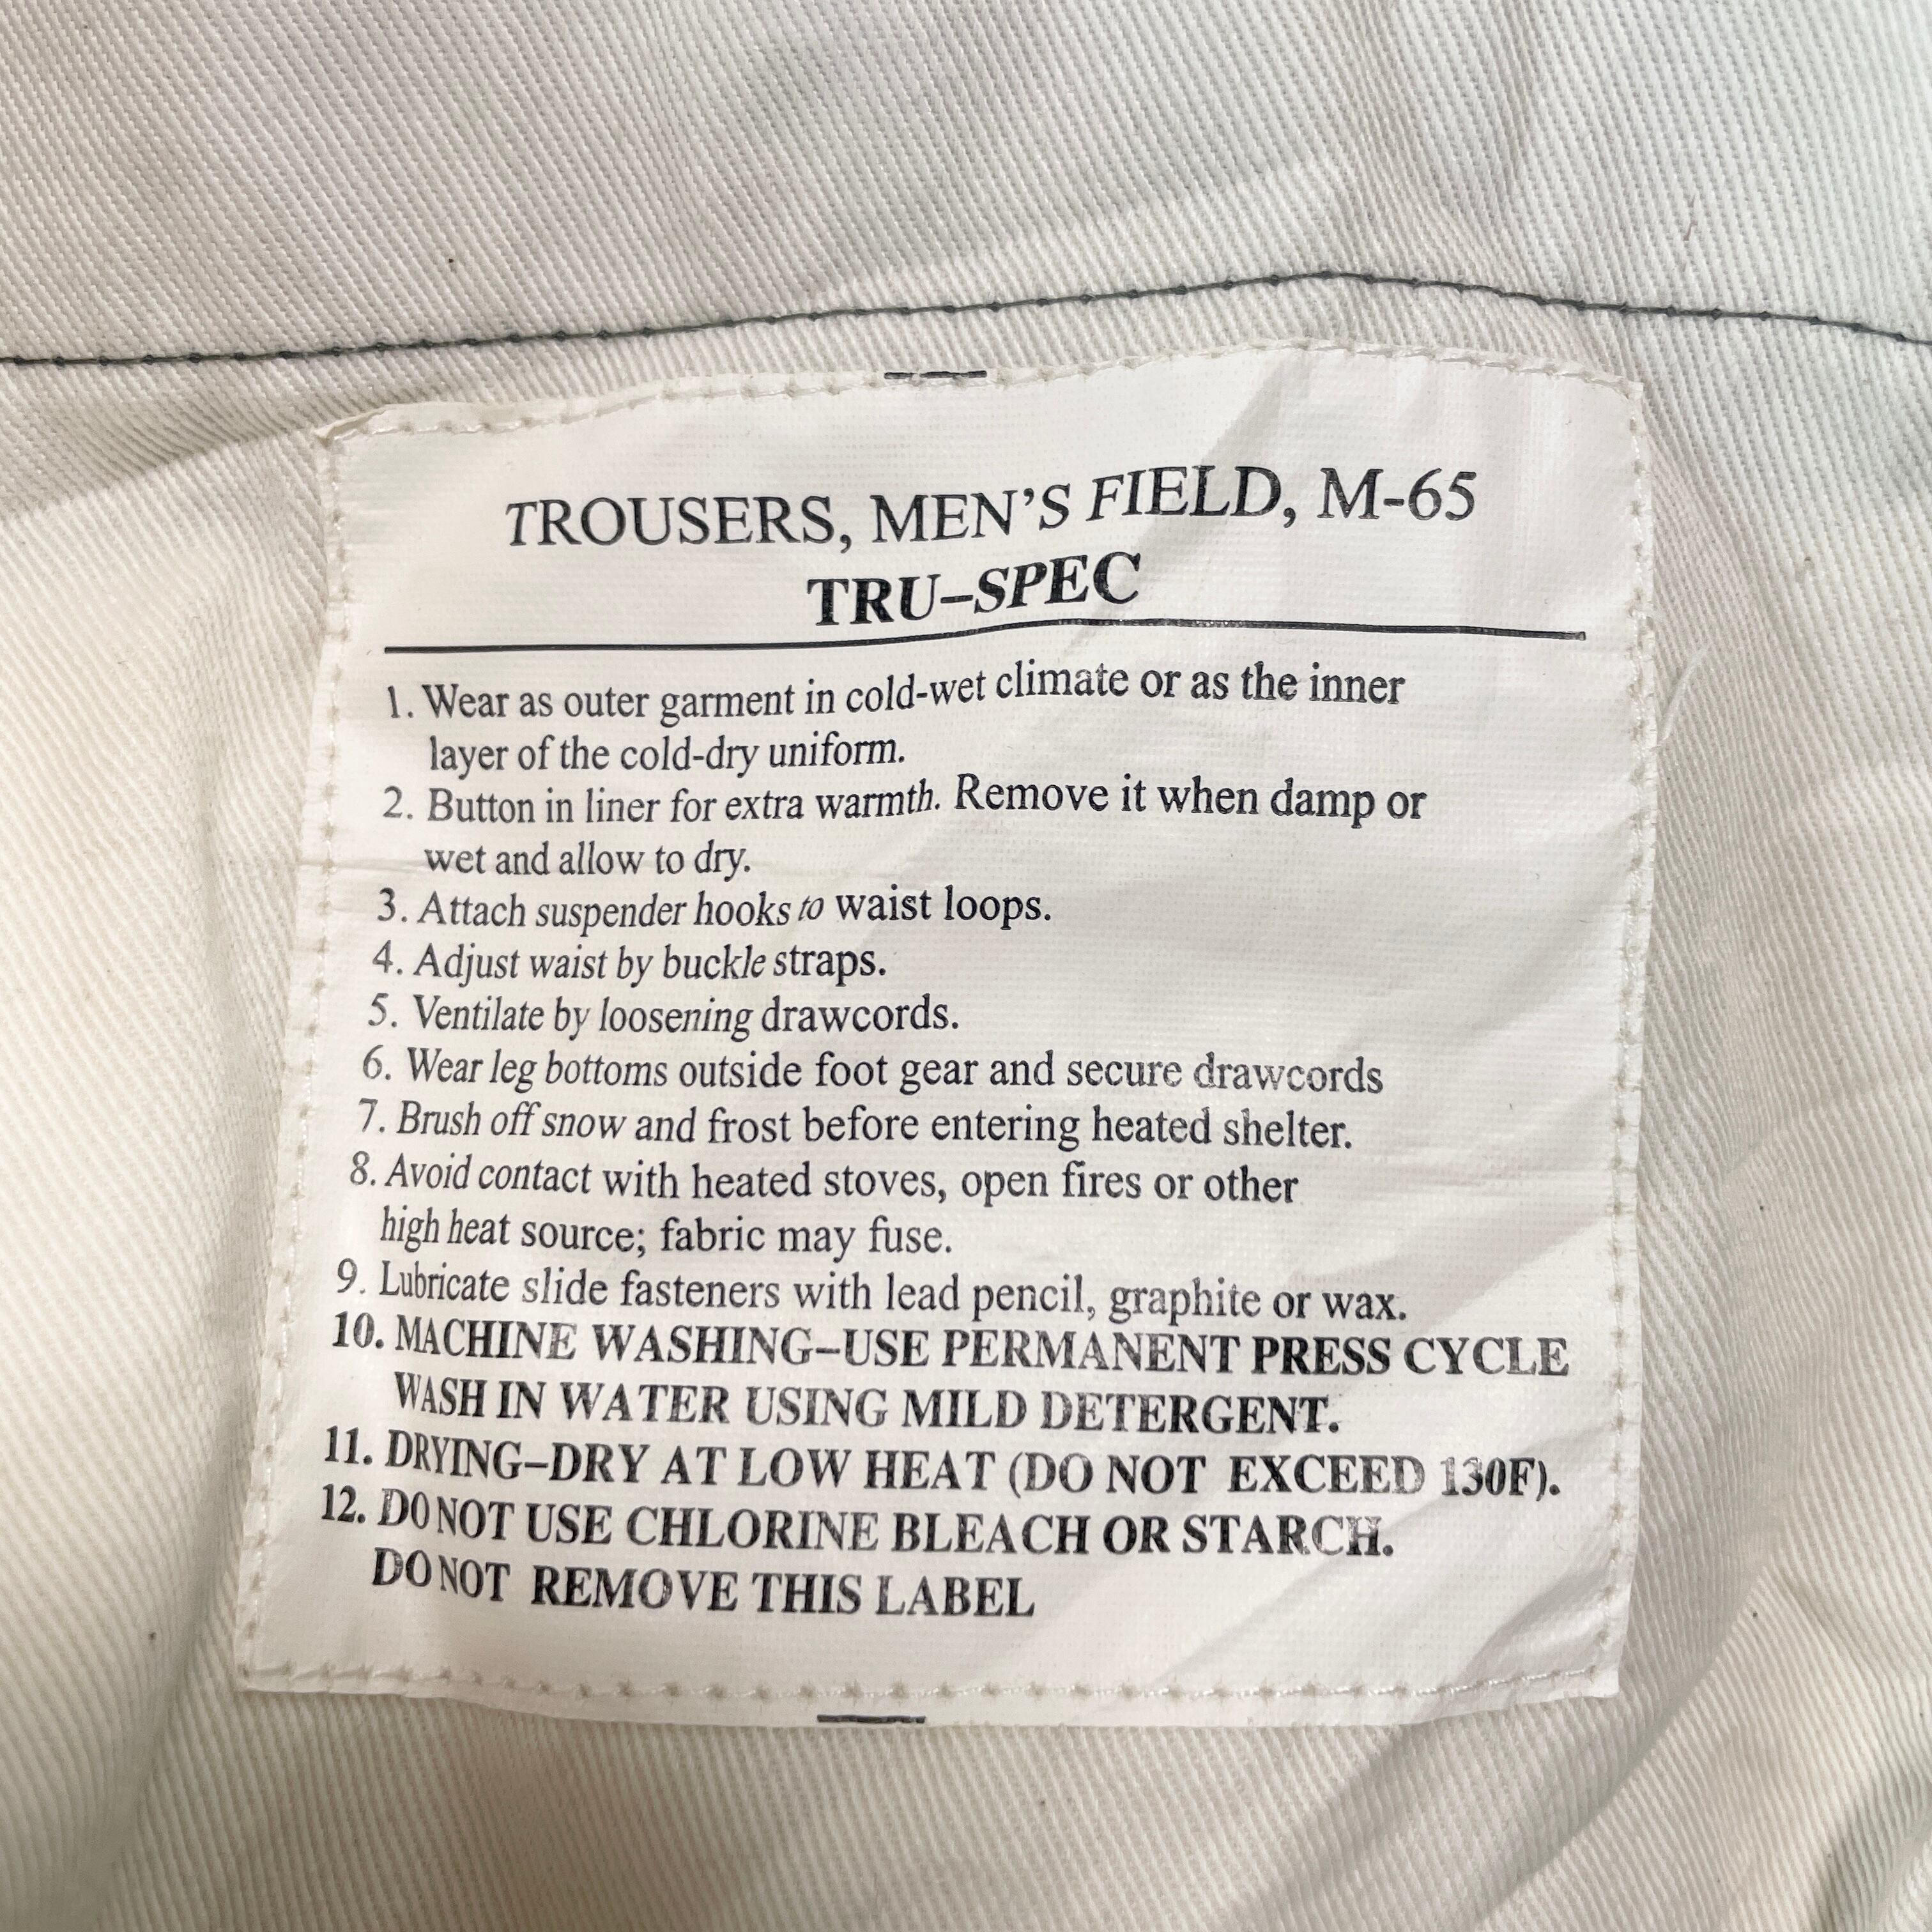 TROUSERS, MEN'S FIELD, M-65
TRU–SPEC
1. Wear as outer garment in cold-wet climate or as the inner
layer of the cold-dry uniform.
2. Button in liner for extra warmth. Remove it when damp or
wet and allow to dry.
3. Attach suspender hooks to waist loops.
4. Adjust waist by buckle straps.
5. Ventilate by loosening drawcords.
6. Wear leg bottoms outside foot gear and secure drawcords
7. Brush off snow and frost before entering heated shelter.
8. Avoid contact with heated stoves, open fires or other
high heat source; fabric may fuse.
9. Lubricate slide fasteners with lead pencil, graphite or wax.
10. MACHINE WASHING–USE PERMANENT PRESS CYCLE
WASH IN WATER USING MILD DETERGENT.
11. DRYING–DRY AT LOW HEAT (DO NOT EXCEED 130F).
12. DO NOT USE CHLORINE BLEACH OR STARCH.
DO NOT REMOVE THIS LABEL